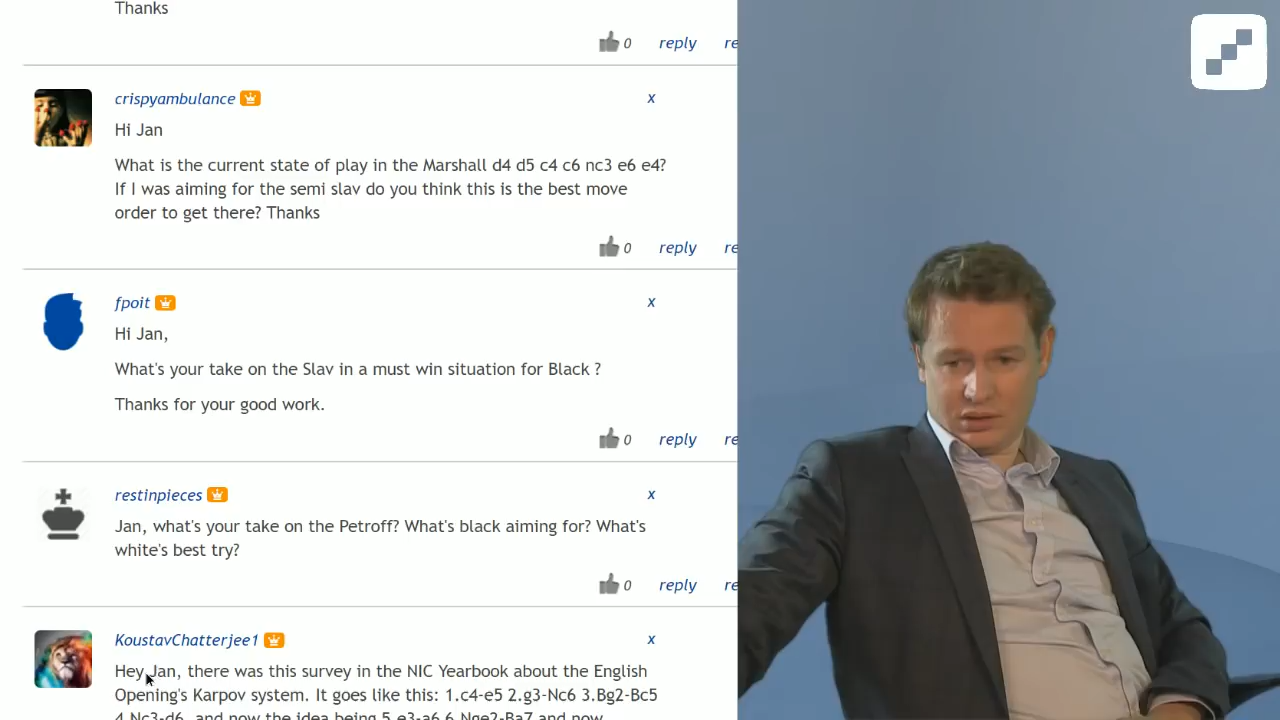 Thanks
0 reply re
crispyambulance x
Hi Jan
What is the current state of play in the Marshall d4 d5 c4 c6 nc3 e6 e4?
If I was aiming for the semi slav do you think this is the best move
order to get there? Thanks
0 reply re
fpoit x
Hi Jan,
What's your take on the Slav in a must win situation for Black ?
Thanks for your good work.
0 reply re
restinpieces x
Jan, what's your take on the Petroff? What's black aiming for? What's
white's best try?
0 reply re
KoustavChatterjee1 x
Hey Jan, there was this survey in the NIC Yearbook about the English
Opening's Karpov system. It goes like this: 1.c4-e5 2.g3-Nc6 3.Bg2-Bc5
4.Nc3-d6, and now the idea being 5.e3-a6 6.Nge2-Ba7 and now